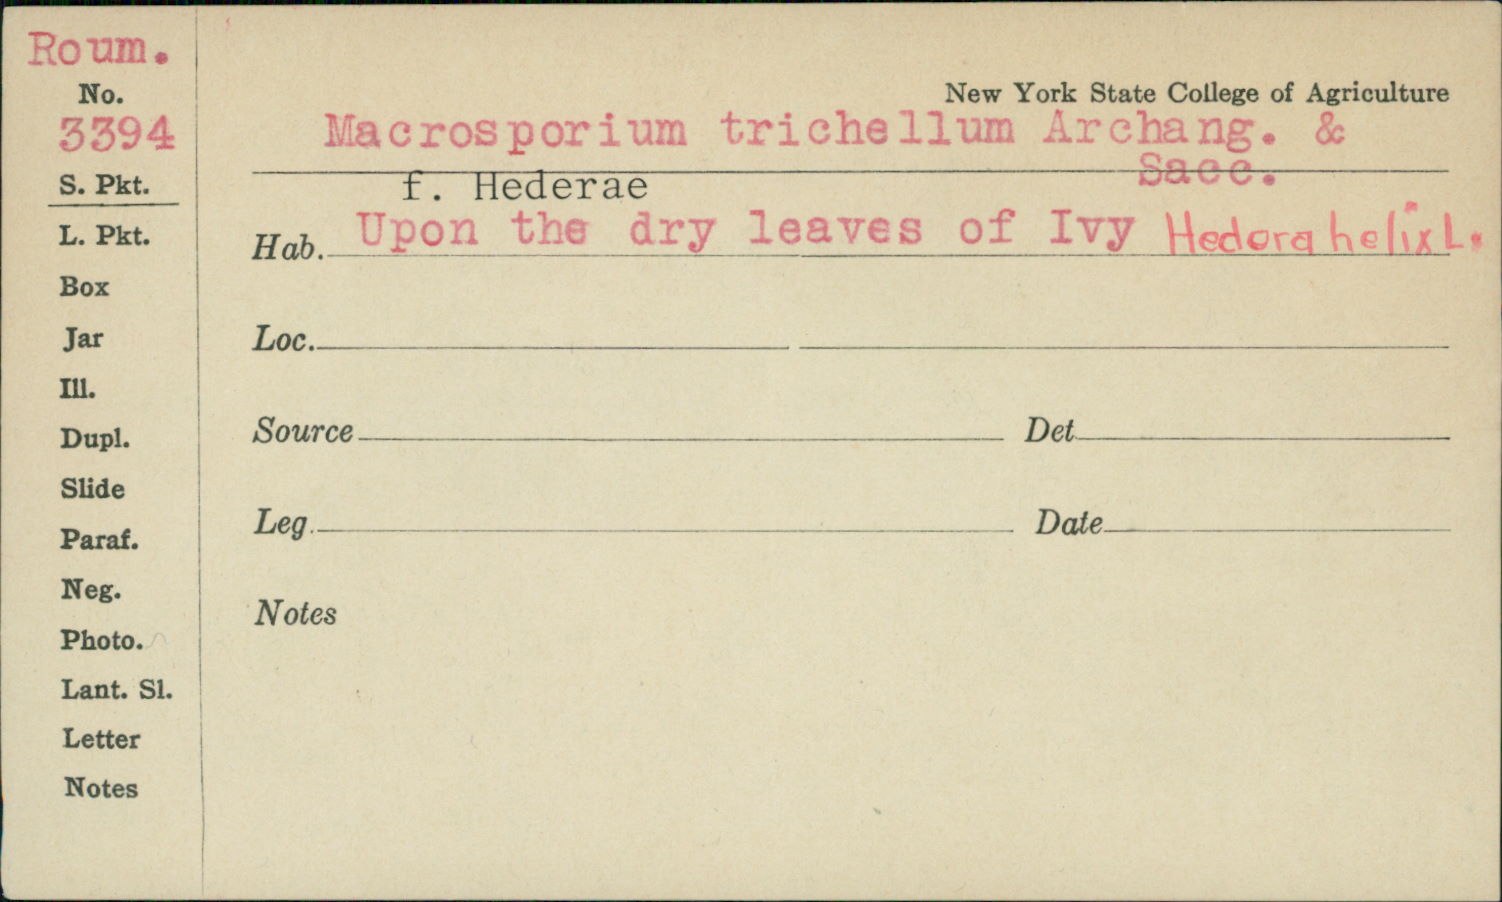 Roum.
No.
3394
S. Pkt.
L. Pkt.
Box
Jar
Ill.
Dupl.
Slide
Paraf.
Neg.
Photo.
Lant. Sl.
Letter
Notes
New York State College of Agriculture
Macrosporium trichellum Archang. &
Sacc.
f. Hederae
Hab. Upon the dry leaves of Ivy Hedera helix L.
Loc.
Source Det
Leg. Date
Notes